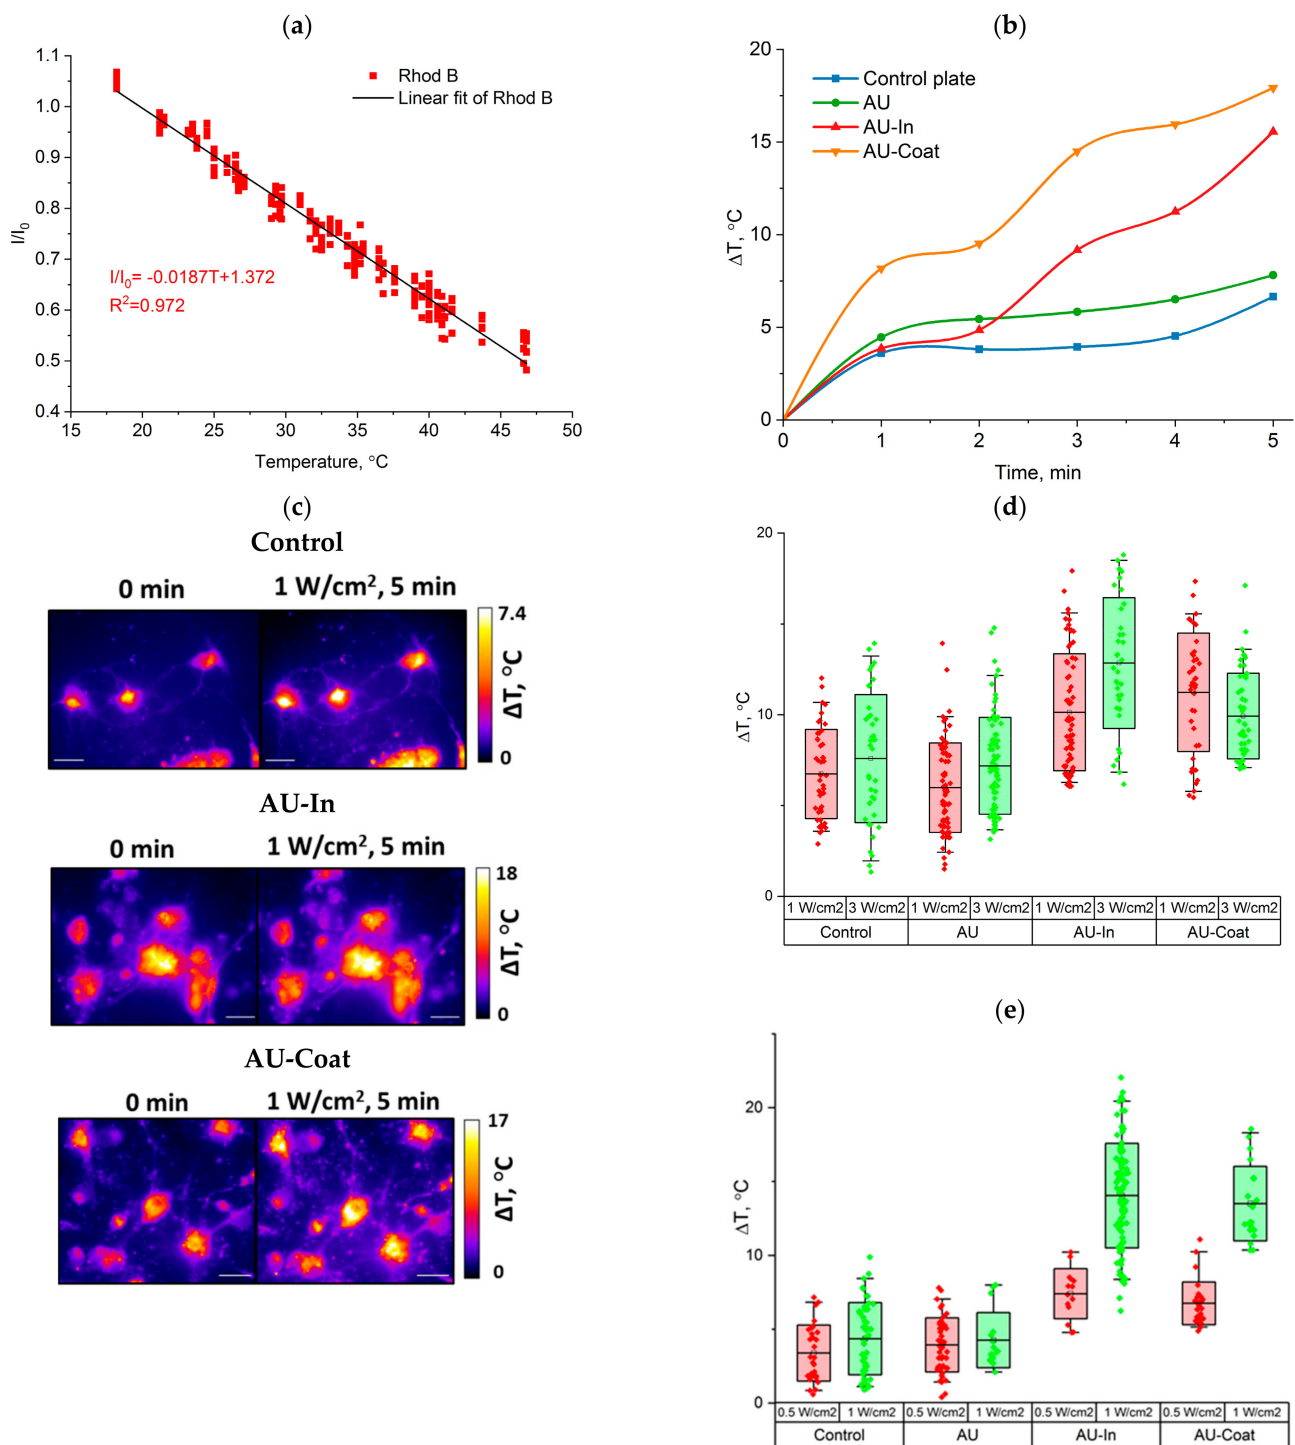 (a)
1.1
1.0
0.9
0.8
0.7
0.6
0.5
0.4
I/I₀
Rhod B
Linear fit of Rhod B
I/I₀= -0.0187T+1.372
R²=0.972
15 20 25 30 35 40 45 50
Temperature, °C
(b)
20
15
10
5
0
ΔT, °C
Control plate
AU
AU-In
AU-Coat
0 1 2 3 4 5
Time, min
(c)
Control
0 min 1 W/cm², 5 min
7.4
ΔT, °C
0
AU-In
0 min 1 W/cm², 5 min
18
ΔT, °C
0
AU-Coat
0 min 1 W/cm², 5 min
17
ΔT, °C
0
(d)
20
10
0
ΔT, °C
1 W/cm2 3 W/cm2 1 W/cm2 3 W/cm2 1 W/cm2 3 W/cm2 1 W/cm2 3 W/cm2
Control AU AU-In AU-Coat
(e)
20
10
0
ΔT, °C
0.5 W/cm2 1 W/cm2 0.5 W/cm2 1 W/cm2 0.5 W/cm2 1 W/cm2 0.5 W/cm2 1 W/cm2
Control AU AU-In AU-Coat